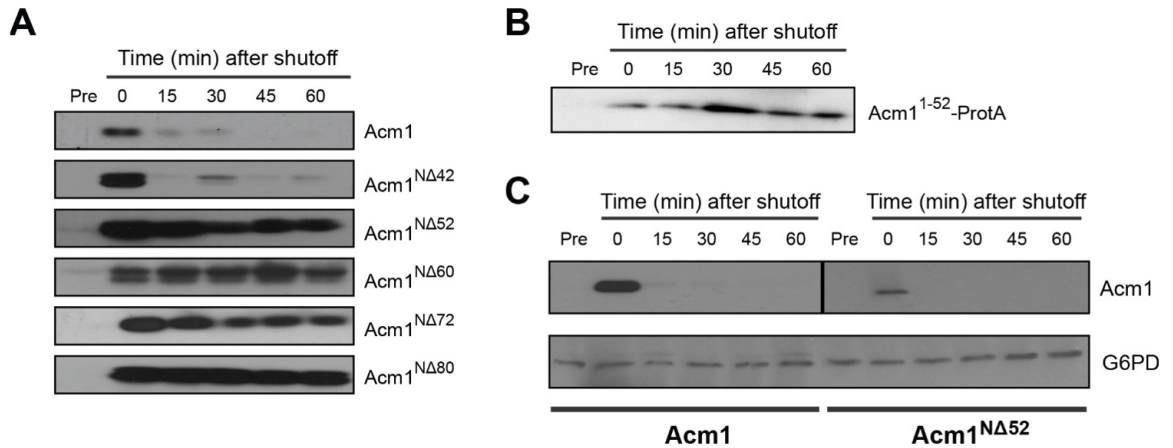 A
Time (min) after shutoff
Pre 0 15 30 45 60
Acm1
Acm1NΔ42
Acm1NΔ52
Acm1NΔ60
Acm1NΔ72
Acm1NΔ80
B
Time (min) after shutoff
Pre 0 15 30 45 60
Acm11-52-ProtA
C
Time (min) after shutoff Time (min) after shutoff
Pre 0 15 30 45 60 Pre 0 15 30 45 60
Acm1
G6PD
Acm1 Acm1NΔ52